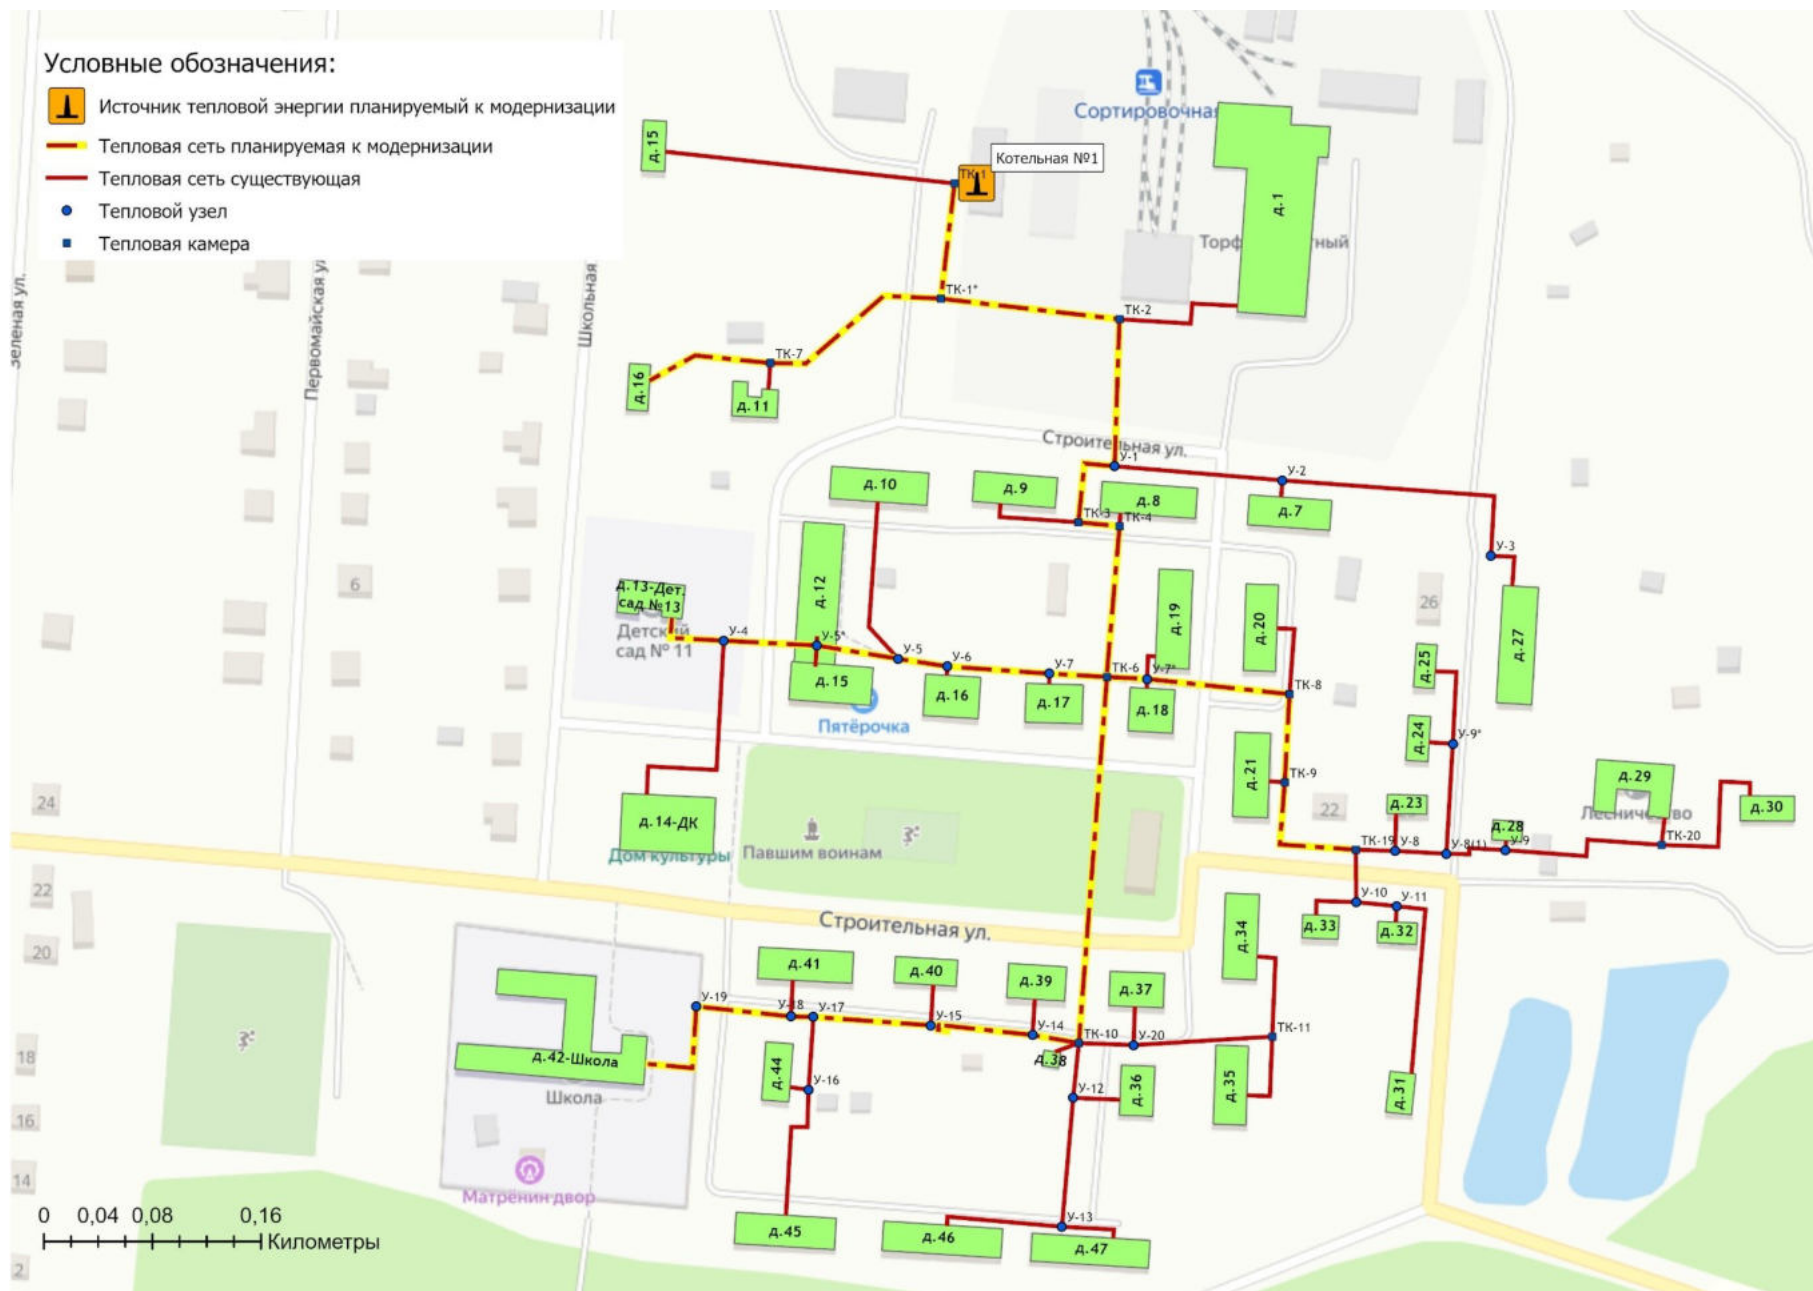 Условные обозначения:
Источник тепловой энергии планируемый к модернизации
Тепловая сеть планируемая к модернизации
Тепловая сеть существующая
Тепловой узел
Тепловая камера
Сортировочная
Котельная №1
ТК-1
д.15
д.1
Торф
ный
Зеленая ул.
Первомайская ул
Школьная
ТК-1*
ТК-2
ТК-7
д.16
д.11
Строительная ул.
У-1
У-2
д.10
д.9
д.8
д.7
ТК-3
ТК-4
У-3
6
д.13-Дет.
сад №13
Детский
сад № 11
д.12
д.19
д.20
26
д.27
У-4
У-5*
У-5
У-6
У-7
ТК-6
У-7*
ТК-8
д.25
д.15
д.16
д.17
д.18
Пятёрочка
д.24
У-9*
д.21
ТК-9
д.29
24
22
д.23
Лесничество
д.30
д.14-ДК
Дом культуры
Павшим воинам
д.28
ТК-19
У-8
У-8(1)
У-9
ТК-20
22
У-10
У-11
д.33
д.32
Строительная ул.
д.34
20
д.41
д.40
д.39
д.37
У-19
У-18
У-17
У-15
У-14
ТК-10
У-20
ТК-11
18
д.42-Школа
Школа
д.44
У-16
д.38
У-12
д.36
д.35
д.31
16
14
Матрёнин двор
0 0,04 0,08 0,16
Километры
д.45
д.46
У-13
д.47
2